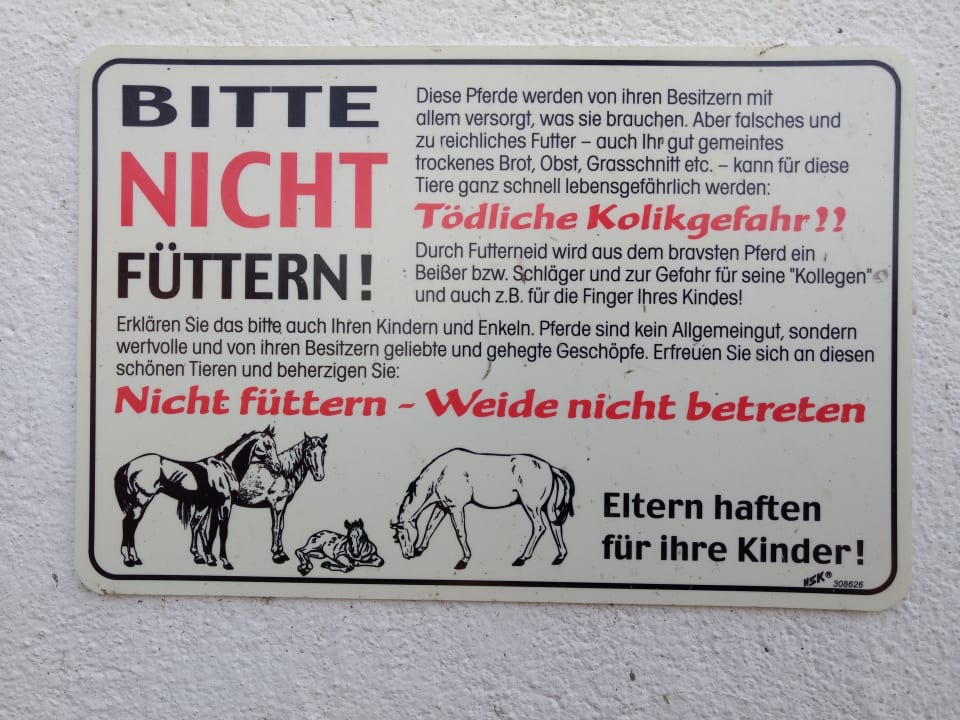 BITTE
NICHT
FÜTTERN!
Diese Pferde werden von ihren Besitzern mit
allem versorgt, was sie brauchen. Aber falsches und
zu reichliches Futter – auch Ihr gut gemeintes
trockenes Brot, Obst, Grasschnitt etc. – kann für diese
Tiere ganz schnell lebensgefährlich werden:
Tödliche Kolikgefahr!!
Durch Futterneid wird aus dem bravsten Pferd ein
Beißer bzw. Schläger und zur Gefahr für seine "Kollegen"
und auch z.B. für die Finger Ihres Kindes!
Erklären Sie das bitte auch Ihren Kindern und Enkeln. Pferde sind kein Allgemeingut, sondern
wertvolle und von ihren Besitzern geliebte und gehegte Geschöpfe. Erfreuen Sie sich an diesen
schönen Tieren und beherzigen Sie:
Nicht füttern - Weide nicht betreten
Eltern haften
für ihre Kinder!
HSK® 308626